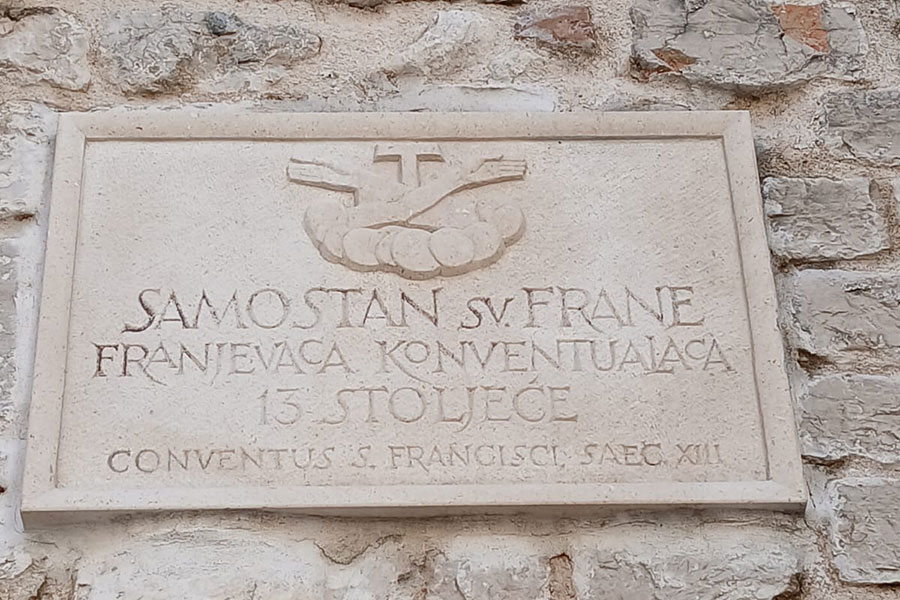 SAMOSTAN SV. FRANE
FRANJEVACA KONVENTUALACA
13 STOLJEĆE
CONVENTUS S. FRANCISCI, SAEC. XIII